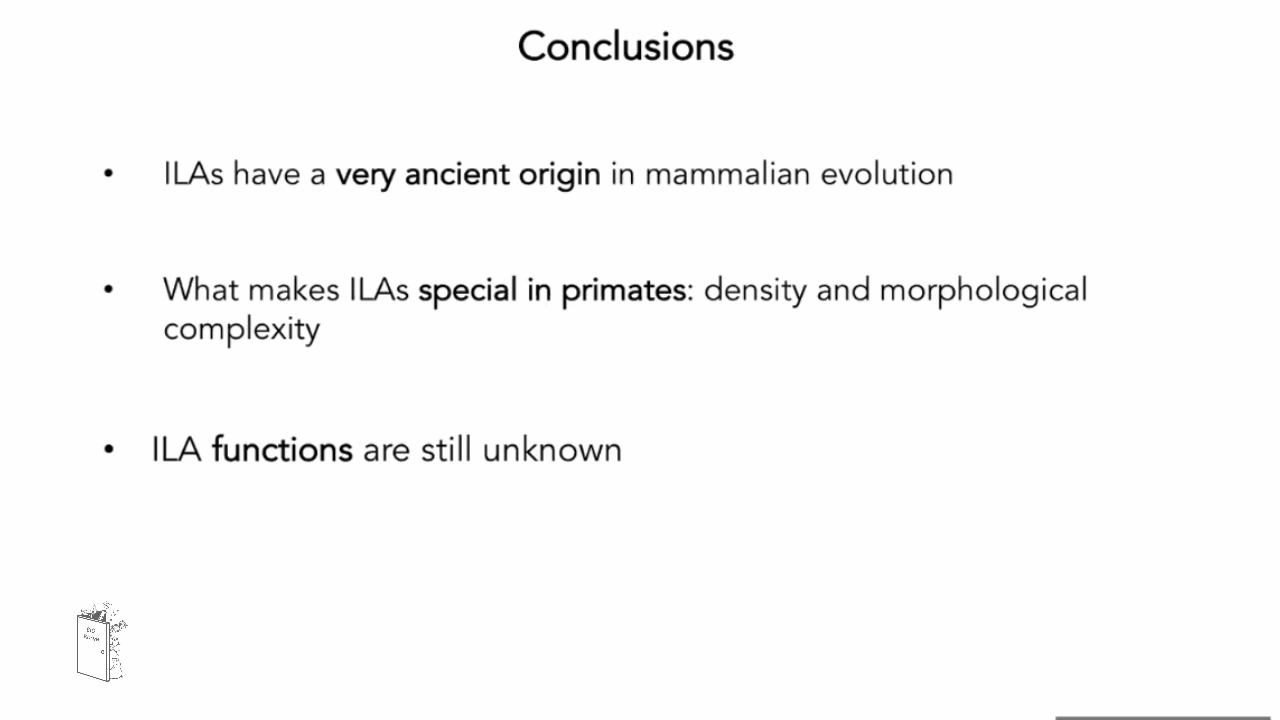 Conclusions
• ILAs have a very ancient origin in mammalian evolution
• What makes ILAs special in primates: density and morphological
complexity
• ILA functions are still unknown